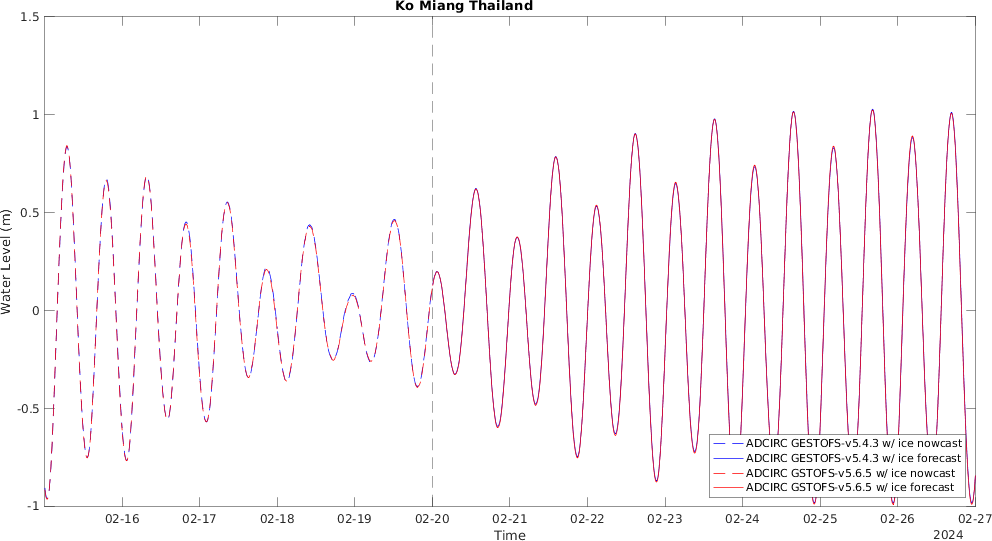 Ko Miang Thailand
1.5
1
0.5
0
-0.5
-1
Water Level (m)
ADCIRC GESTOFS-v5.4.3 w/ ice nowcast
ADCIRC GESTOFS-v5.4.3 w/ ice forecast
ADCIRC GSTOFS-v5.6.5 w/ ice nowcast
ADCIRC GSTOFS-v5.6.5 w/ ice forecast
02-16 02-17 02-18 02-19 02-20 02-21 02-22 02-23 02-24 02-25 02-26 02-27
Time
2024